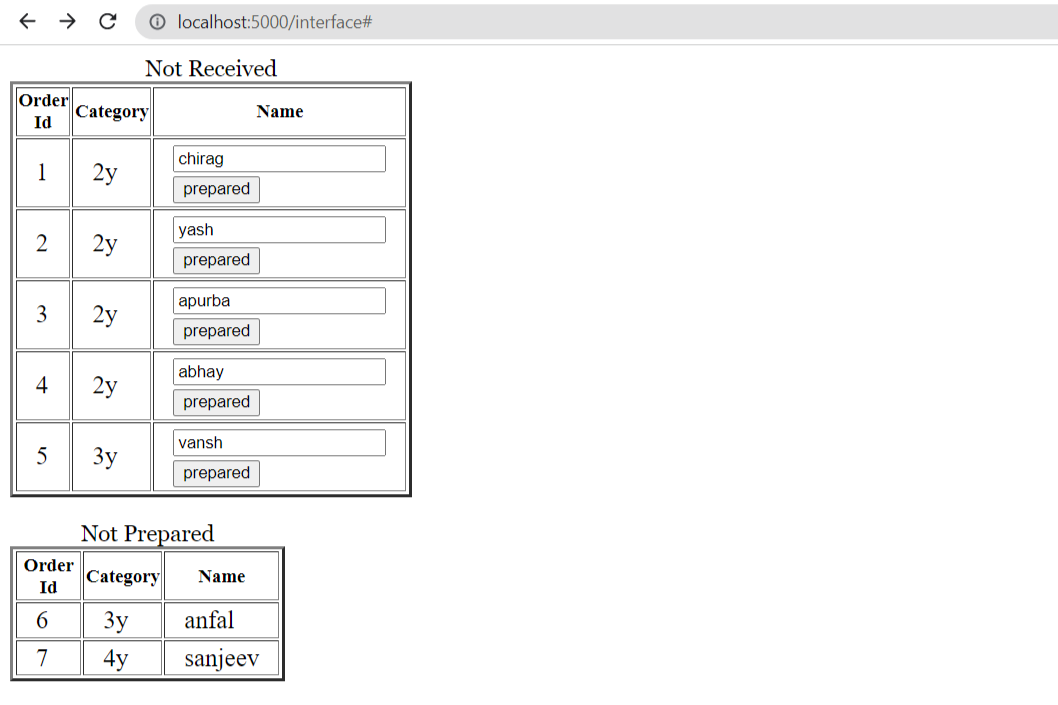 localhost:5000/interface#
Not Received
Order Id Category Name
1 2y chirag
prepared
2 2y yash
prepared
3 2y apurba
prepared
4 2y abhay
prepared
5 3y vansh
prepared
Not Prepared
Order Id Category Name
6 3y anfal
7 4y sanjeev